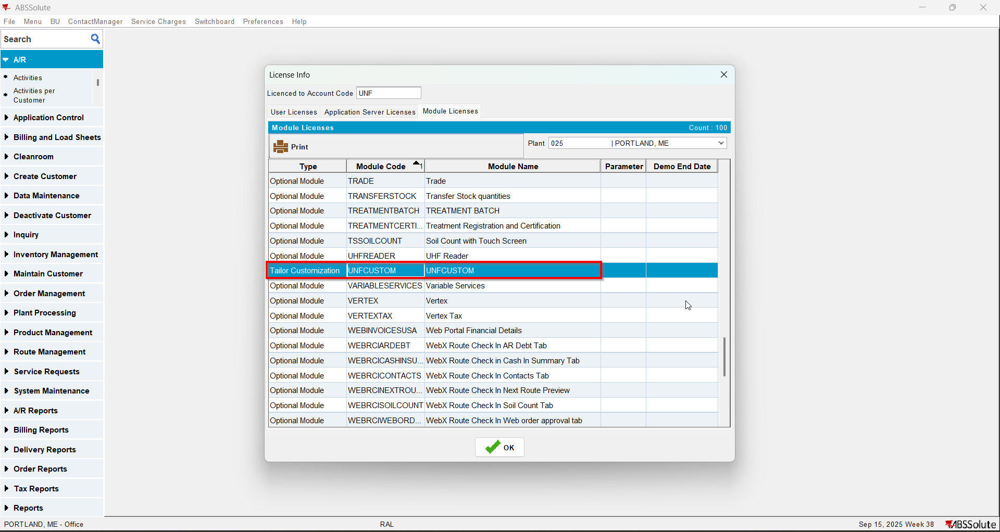 ABSSolute
File Menu BU ContactManager Service Charges Switchboard Preferences Help
Search
A/R
Activities
Activities per
Customer
Application Control
Billing and Load Sheets
Cleanroom
Create Customer
Data Maintenance
Deactivate Customer
Inquiry
Inventory Management
Maintain Customer
Order Management
Plant Processing
Product Management
Route Management
Service Requests
System Maintenance
A/R Reports
Billing Reports
Delivery Reports
Order Reports
Tax Reports
Reports
License Info
Licenced to Account Code UNF
User Licenses Application Server Licenses Module Licenses
Module Licenses Count : 100
Print Plant 025 | PORTLAND, ME
Type Module Code 1 Module Name Parameter Demo End Date
Optional Module TRADE Trade
Optional Module TRANSFERSTOCK Transfer Stock quantities
Optional Module TREATMENTBATCH TREATMENT BATCH
Optional Module TREATMENTCERTI... Treatment Registration and Certification
Optional Module TSSOILCOUNT Soil Count with Touch Screen
Optional Module UHFREADER UHF Reader
Tailor Customization UNFCUSTOM UNFCUSTOM
Optional Module VARIABLESERVICES Variable Services
Optional Module VERTEX Vertex
Optional Module VERTEXTAX Vertex Tax
Optional Module WEBINVOICESUSA Web Portal Financial Details
Optional Module WEBRCIARDEBT WebX Route Check In AR Debt Tab
Optional Module WEBRCICASHINSU... WebX Route Check in Cash In Summary Tab
Optional Module WEBRCICONTACTS WebX Route Check In Contacts Tab
Optional Module WEBRCINEXTROU... WebX Route Check In Next Route Preview
Optional Module WEBRCISOILCOUNT WebX Route Check In Soil Count Tab
Optional Module WEBRCIWEBORD... WebX Route Check In Web order approval tab
OK
PORTLAND, ME - Office RAL Sep 15, 2025 Week 38 ABSSolute